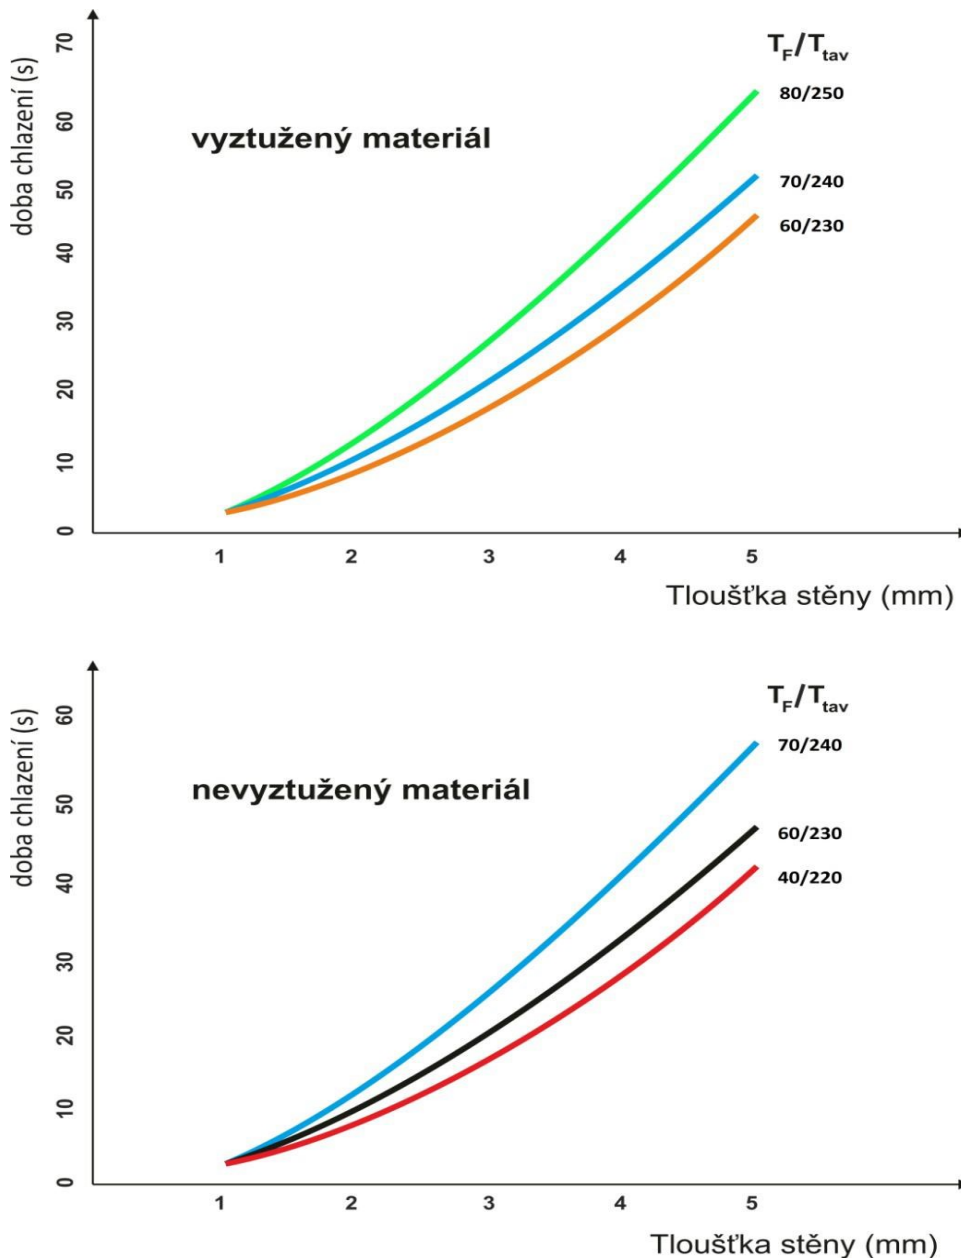 doba chlazení (s)
70
60
50
40
30
20
10
0
vyztužený materiál
T_F/T_tav
80/250
70/240
60/230
1 2 3 4 5
Tloušťka stěny (mm)
doba chlazení (s)
60
50
40
30
20
10
0
nevyztužený materiál
T_F/T_tav
70/240
60/230
40/220
1 2 3 4 5
Tloušťka stěny (mm)